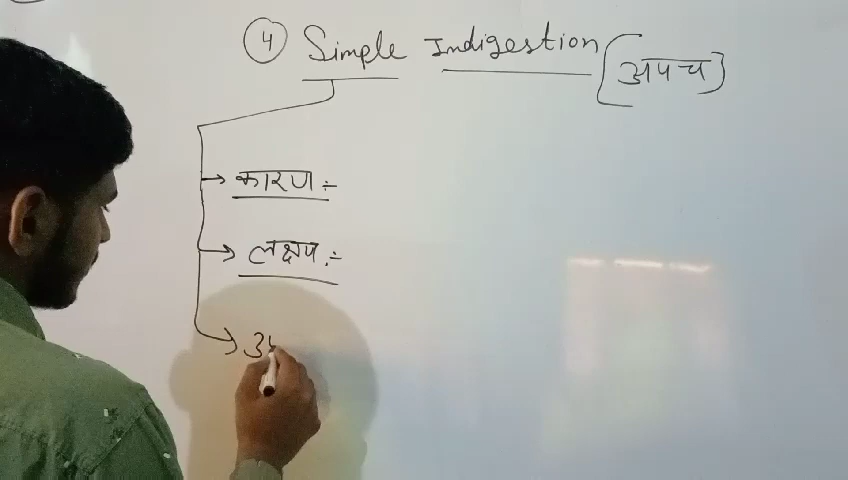 4 Simple Indigestion (अपच)
कारण :-
लक्षण :-
उ